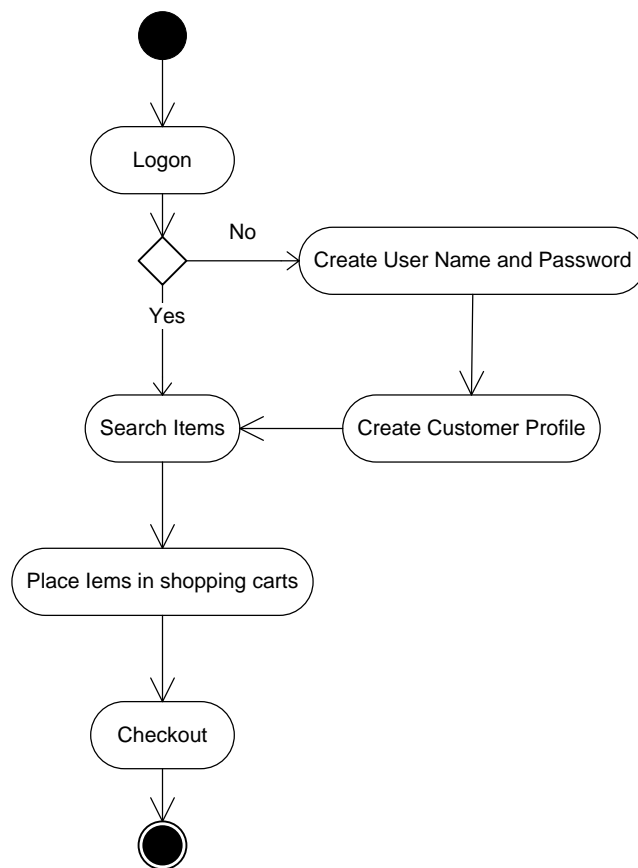 Logon
No
Create User Name and Password
Yes
Search Items
Create Customer Profile
Place Iems in shopping carts
Checkout